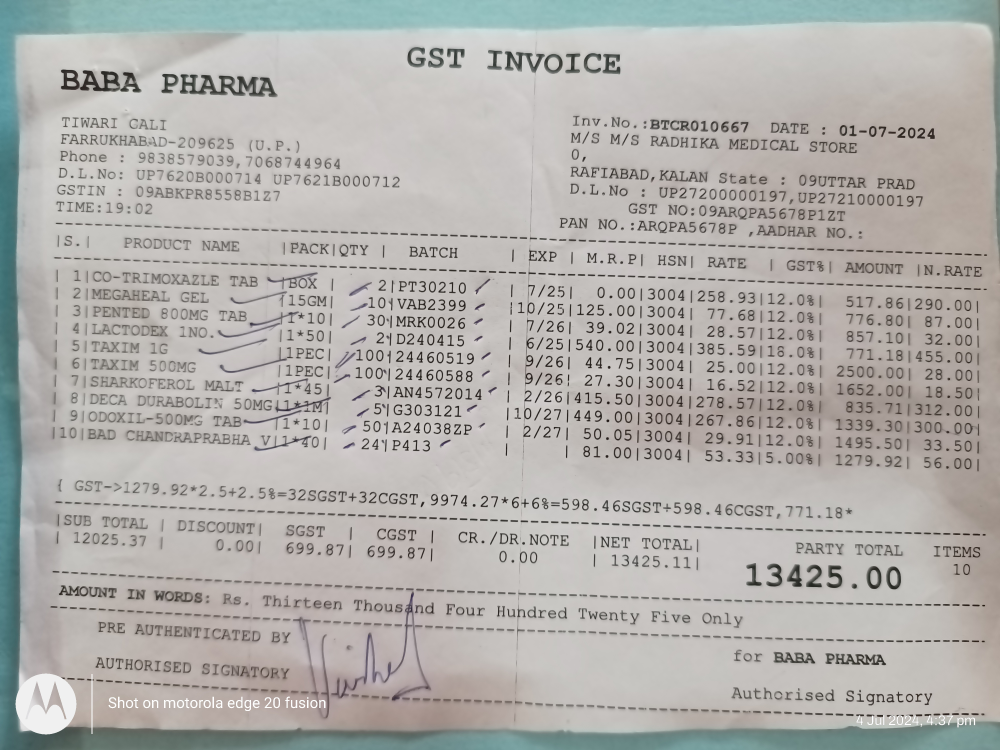 GST INVOICE
BABA PHARMA
TIWARI GALI
FARRUKHABAD-209625 (U.P.)
Phone : 9838579039,7068744964
D.L.No: UP7620B000714 UP7621B000712
GSTIN : 09ABKPR8558B1Z7
TIME:19:02
Inv.No.:BTCR010667 DATE : 01-07-2024
M/S M/S RADHIKA MEDICAL STORE
0,
RAFIABAD,KALAN State : 09UTTAR PRAD
D.L.No : UP27200000197,UP27210000197
GST NO:09ARQPA5678P1ZT
PAN NO.:ARQPA5678P ,AADHAR NO.:
|S.| PRODUCT NAME |PACK|QTY | BATCH | EXP | M.R.P| HSN| RATE | GST%| AMOUNT |N.RATE
| 1|CO-TRIMOXAZLE TAB |BOX | 2|PT30210 | 7/25| 0.00|3004|258.93|12.0%| 517.86|290.00|
| 2|MEGAHEAL GEL |15GM| 10|VAB2399 |10/25|125.00|3004| 77.68|12.0%| 776.80| 87.00|
| 3|PENTED 800MG TAB |1*10| 30|MRK0026 | 7/26| 39.02|3004| 28.57|12.0%| 857.10| 32.00|
| 4|LACTODEX 1NO. |1*50| 2|D240415 | 6/25|540.00|3004|385.59|18.0%| 771.18|455.00|
| 5|TAXIM 1G |1PEC| 100|24460519 | 9/26| 44.75|3004| 25.00|12.0%| 2500.00| 28.00|
| 6|TAXIM 500MG |1PEC| 100|24460588 | 9/26| 27.30|3004| 16.52|12.0%| 1652.00| 18.50|
| 7|SHARKOFEROL MALT |1*45| 3|AN4572014 | 2/26|415.50|3004|278.57|12.0%| 835.71|312.00|
| 8|DECA DURABOLIN 50MG|1*1M| 5|G303121 |10/27|449.00|3004|267.86|12.0%| 1339.30|300.00|
| 9|ODOXIL-500MG TAB |1*10| 50|A24038ZP | 2/27| 50.05|3004| 29.91|12.0%| 1495.50| 33.50|
|10|BAD CHANDRAPRABHA V|1*40| 24|P413 | | 81.00|3004| 53.33|5.00%| 1279.92| 56.00|
{ GST->1279.92*2.5+2.5%=32SGST+32CGST,9974.27*6+6%=598.46SGST+598.46CGST,771.18*
|SUB TOTAL | DISCOUNT| SGST | CGST | CR./DR.NOTE |NET TOTAL| PARTY TOTAL ITEMS
| 12025.37 | 0.00| 699.87| 699.87| 0.00 | 13425.11| 13425.00 10
AMOUNT IN WORDS: Rs. Thirteen Thousand Four Hundred Twenty Five Only
PRE AUTHENTICATED BY
AUTHORISED SIGNATORY
for BABA PHARMA
Authorised Signatory
Shot on motorola edge 20 fusion
4 Jul 2024, 4:37 pm